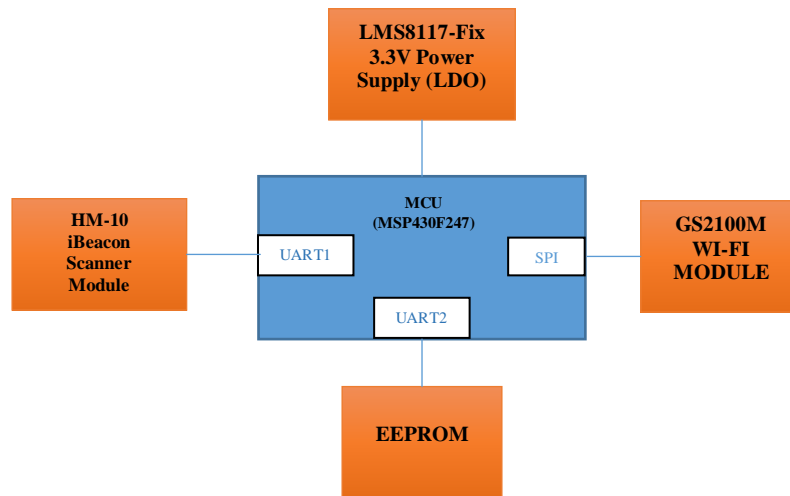 LMS8117-Fix
3.3V Power
Supply (LDO)
MCU
(MSP430F247)
HM-10
iBeacon
Scanner
Module
UART1
SPI
GS2100M
WI-FI
MODULE
UART2
EEPROM